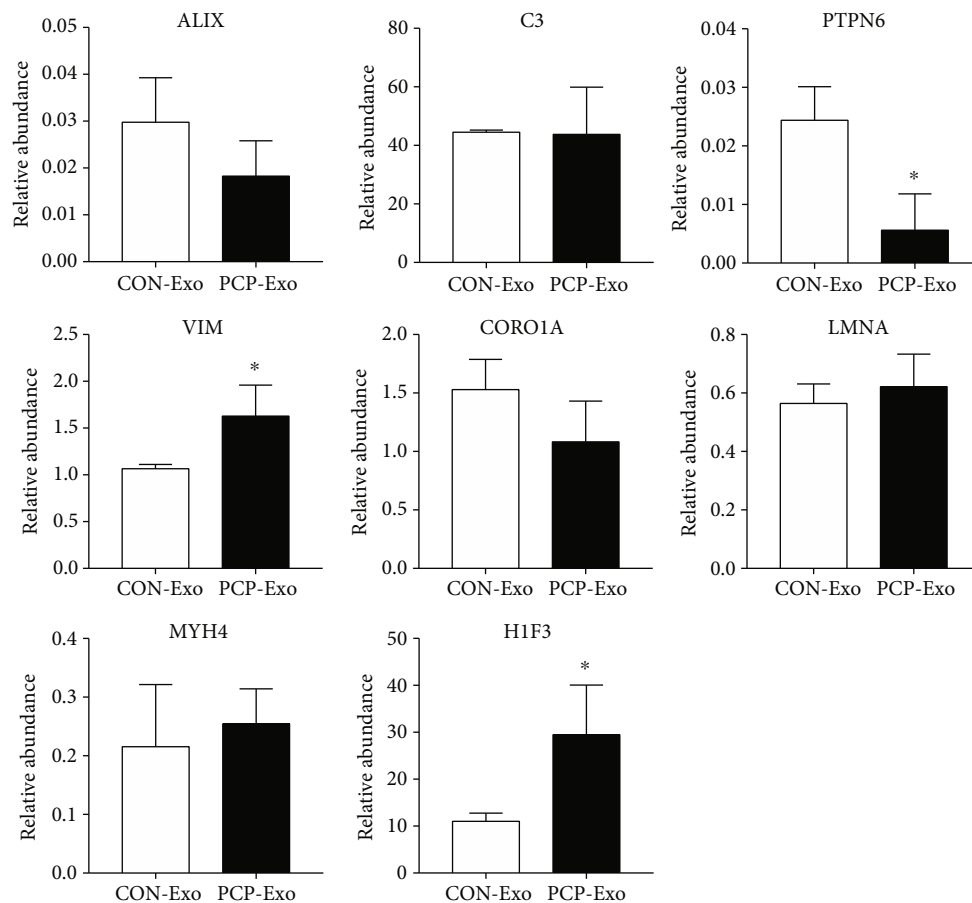 ALIX
0.05
0.04
0.03
0.02
0.01
0.00
Relative abundance
CON-Exo PCP-Exo
C3
80
60
40
20
0
Relative abundance
CON-Exo PCP-Exo
PTPN6
0.04
0.03
0.02
0.01
0.00
Relative abundance
*
CON-Exo PCP-Exo
VIM
2.5
2.0
1.5
1.0
0.5
0.0
Relative abundance
*
CON-Exo PCP-Exo
CORO1A
2.0
1.5
1.0
0.5
0.0
Relative abundance
CON-Exo PCP-Exo
LMNA
0.8
0.6
0.4
0.2
0.0
Relative abundance
CON-Exo PCP-Exo
MYH4
0.4
0.3
0.2
0.1
0.0
Relative abundance
CON-Exo PCP-Exo
H1F3
50
40
30
20
10
0
Relative abundance
*
CON-Exo PCP-Exo